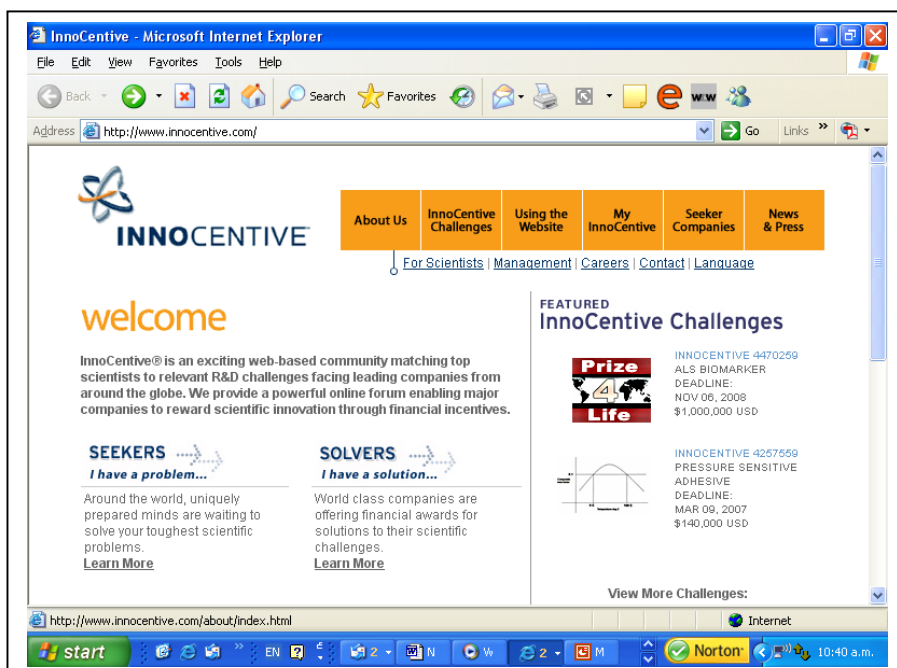 InnoCentive - Microsoft Internet Explorer
File Edit View Favorites Tools Help
Back Search Favorites
Address http://www.innocentive.com/ Go Links »
INNOCENTIVE
About Us
InnoCentive Challenges
Using the Website
My InnoCentive
Seeker Companies
News & Press
For Scientists | Management | Careers | Contact | Language
welcome
InnoCentive® is an exciting web-based community matching top
scientists to relevant R&D challenges facing leading companies from
around the globe. We provide a powerful online forum enabling major
companies to reward scientific innovation through financial incentives.
SEEKERS
I have a problem...
Around the world, uniquely
prepared minds are waiting to
solve your toughest scientific
problems.
Learn More
SOLVERS
I have a solution...
World class companies are
offering financial awards for
solutions to their scientific
challenges.
Learn More
FEATURED
InnoCentive Challenges
Prize
4
Life
INNOCENTIVE 4470259
ALS BIOMARKER
DEADLINE:
NOV 06, 2008
$1,000,000 USD
INNOCENTIVE 4257559
PRESSURE SENSITIVE
ADHESIVE
DEADLINE:
MAR 09, 2007
$140,000 USD
View More Challenges:
http://www.innocentive.com/about/index.html Internet
start » EN 2 N 2 M Norton 10:40 a.m.